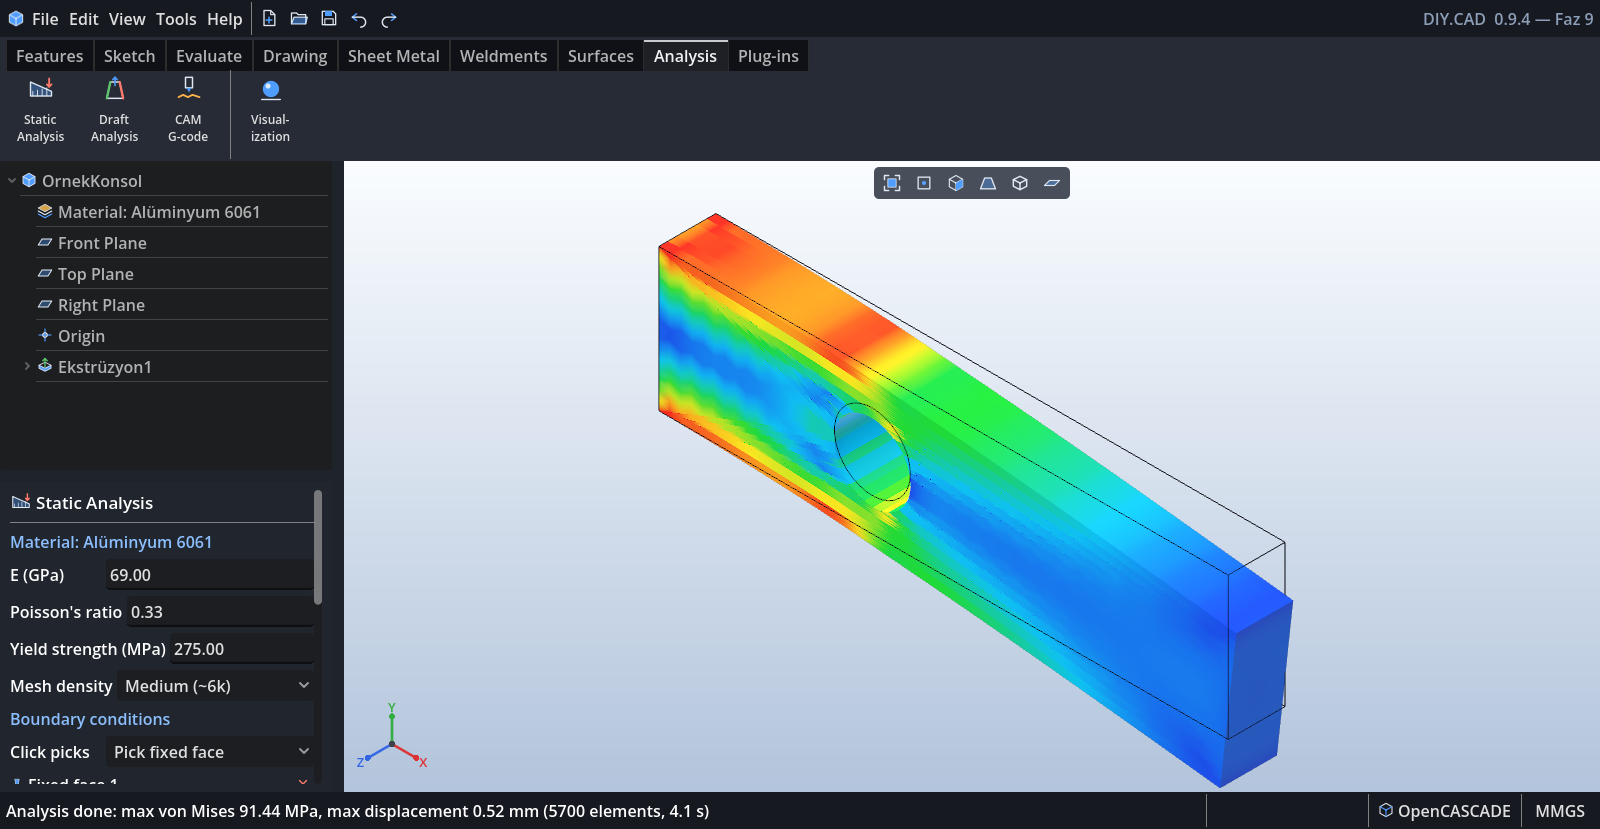 File Edit View Tools Help
DIY.CAD 0.9.4 — Faz 9
Features Sketch Evaluate Drawing Sheet Metal Weldments Surfaces Analysis Plug-ins
Static Analysis
Draft Analysis
CAM G-code
Visual-ization
OrnekKonsol
Material: Alüminyum 6061
Front Plane
Top Plane
Right Plane
Origin
Ekstrüzyon1
Static Analysis
Material: Alüminyum 6061
E (GPa) 69.00
Poisson's ratio 0.33
Yield strength (MPa) 275.00
Mesh density Medium (~6k)
Boundary conditions
Click picks Pick fixed face
Fixed face 1
Y
Z
X
Analysis done: max von Mises 91.44 MPa, max displacement 0.52 mm (5700 elements, 4.1 s)
OpenCASCADE
MMGS